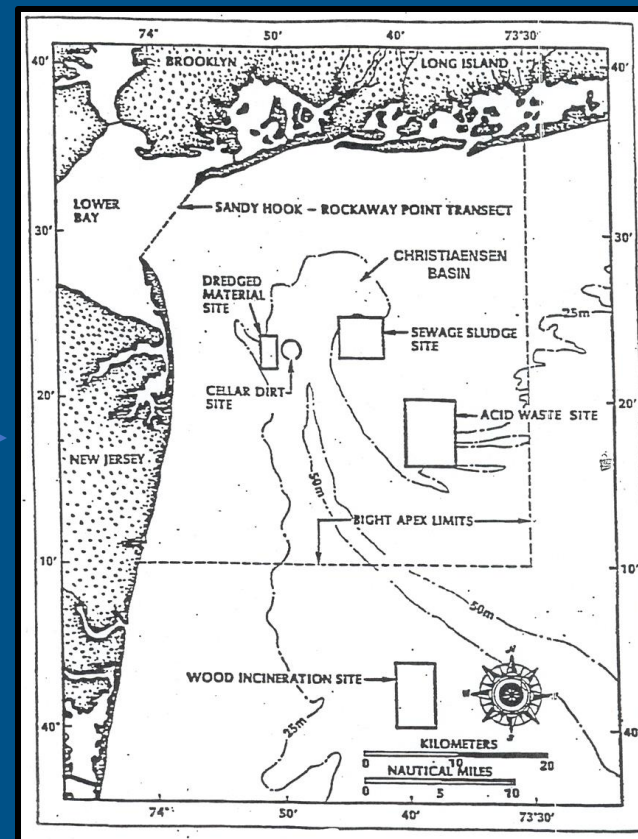 74° 50' 40' 73°30'
40' BROOKLYN LONG ISLAND 40'
LOWER
BAY
SANDY HOOK – ROCKAWAY POINT TRANSECT
30' 30'
CHRISTIAENSEN
BASIN
DREDGED
MATERIAL
SITE
25m
SEWAGE SLUDGE
SITE
CELLAR DIRT
SITE
20' 20'
ACID WASTE SITE
NEW JERSEY
50m
BIGHT APEX LIMITS
10' 10'
50m
WOOD INCINERATION SITE
N
W
S
25m
40' 40'
KILOMETERS
0 10 20
NAUTICAL MILES
0 5 10
74° 50' 40' 73°30'